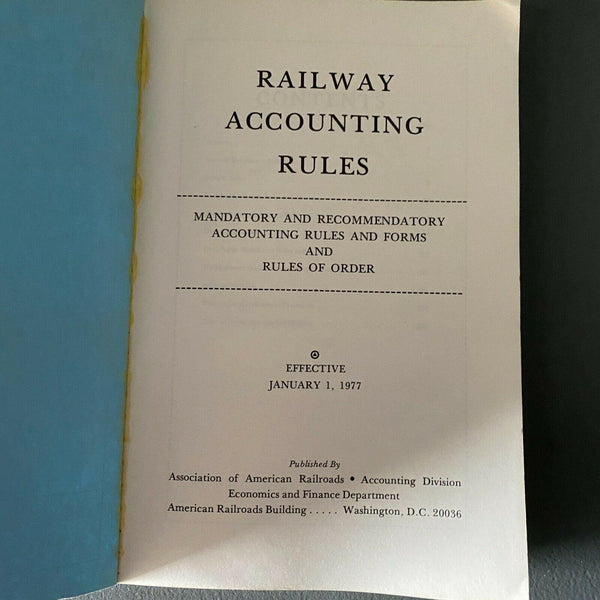 RAILWAY
ACCOUNTING
RULES
MANDATORY AND RECOMMENDATORY
ACCOUNTING RULES AND FORMS
AND
RULES OF ORDER
EFFECTIVE
JANUARY 1, 1977
Published By
Association of American Railroads • Accounting Division
Economics and Finance Department
American Railroads Building ..... Washington, D.C. 20036